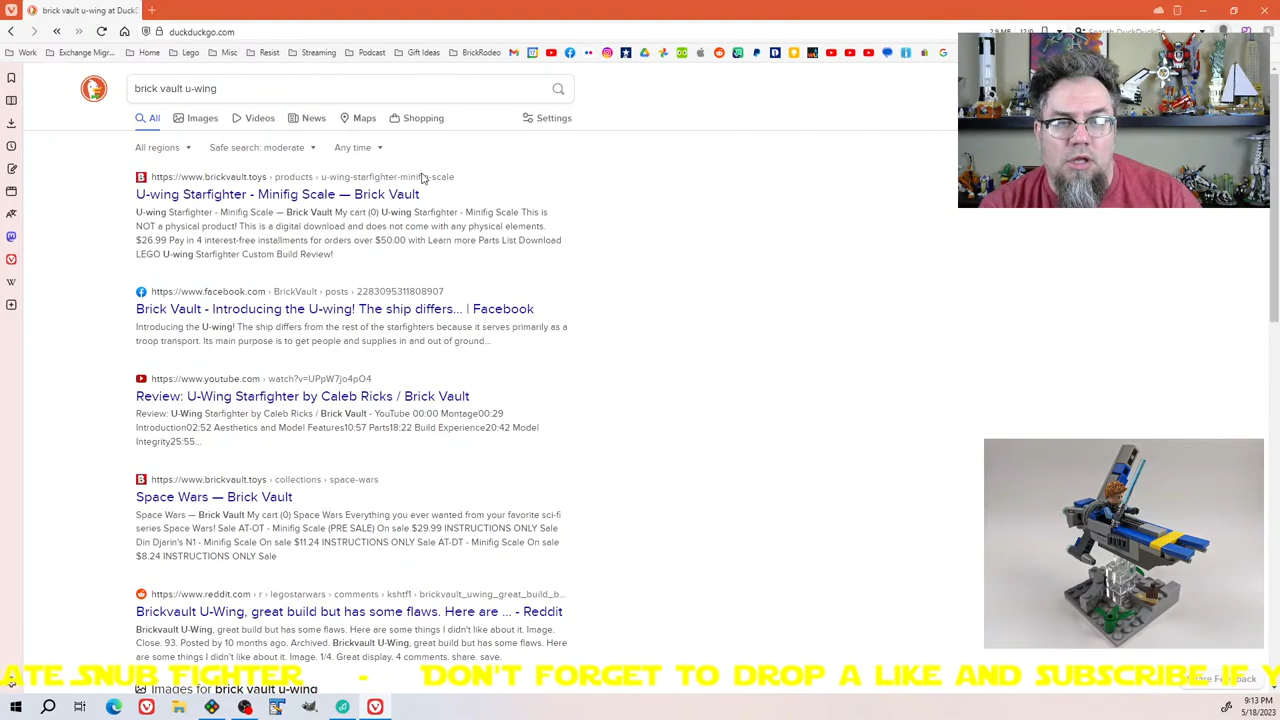 brick vault u-wing at DuckD
duckduckgo.com
2.9 MB
Search DuckDuckGo
Work
Exchange Migr...
Home
Lego
Misc
Resist
Streaming
Podcast
Gift Ideas
BrickRodeo
brick vault u-wing
All
Images
Videos
News
Maps
Shopping
Settings
All regions
Safe search: moderate
Any time
https://www.brickvault.toys › products › u-wing-starfighter-minifig-scale
U-wing Starfighter - Minifig Scale — Brick Vault
U-wing Starfighter - Minifig Scale — Brick Vault My cart (0) U-wing Starfighter - Minifig Scale This is
NOT a physical product! This is a digital download and does not come with any physical elements.
$26.99 Pay in 4 interest-free installments for orders over $50.00 with Learn more Parts List Download
LEGO U-wing Starfighter Custom Build Review!
https://www.facebook.com › BrickVault › posts › 2283095311808907
Brick Vault - Introducing the U-wing! The ship differs... | Facebook
Introducing the U-wing! The ship differs from the rest of the starfighters because it serves primarily as a
troop transport. Its main purpose is to get people and supplies in and out of ground...
https://www.youtube.com › watch?v=UPpW7jo4pO4
Review: U-Wing Starfighter by Caleb Ricks / Brick Vault
Review: U-Wing Starfighter by Caleb Ricks / Brick Vault - YouTube 00:00 Montage00:29
Introduction02:52 Aesthetics and Model Features10:57 Parts18:22 Build Experience20:42 Model
Integrity25:55...
https://www.brickvault.toys › collections › space-wars
Space Wars — Brick Vault
Space Wars — Brick Vault My cart (0) Space Wars Everything you ever wanted from your favorite sci-fi
series Space Wars! Sale AT-OT - Minifig Scale (PRE SALE) On sale $29.99 INSTRUCTIONS ONLY Sale
Din Djarin's N1 - Minifig Scale On sale $11.24 INSTRUCTIONS ONLY Sale AT-DT - Minifig Scale On sale
$8.24 INSTRUCTIONS ONLY Sale
https://www.reddit.com › r › legostarwars › comments › kshtf1 › brickvault_uwing_great_build_b...
Brickvault U-Wing, great build but has some flaws. Here are ... - Reddit
Brickvault U-Wing, great build but has some flaws. Here are some things I didn't like about it. Image.
Close. 93. Posted by 10 months ago. Archived. Brickvault U-Wing, great build but has some flaws. Here
are some things I didn't like about it. Image. 1/4. Great display. 4 comments. share. save.
ATE SNUB FIGHTER - DON'T FORGET TO DROP A LIKE AND SUBSCRIBE IF Y
Share Feedback
Images for brick vault u-wing
9:13 PM
5/18/2023